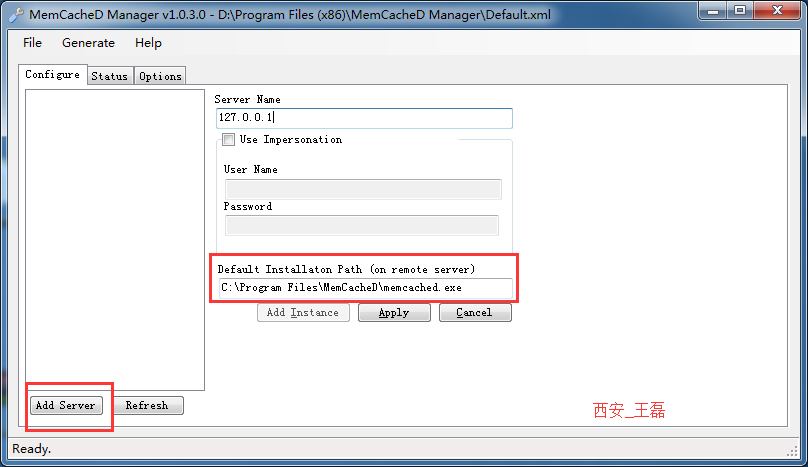 MemCacheD Manager v1.0.3.0 - D:\Program Files (x86)\MemCacheD Manager\Default.xml
File Generate Help
Configure Status Options
Server Name
127.0.0.1
Use Impersonation
User Name
Password
Default Installaton Path (on remote server)
C:\Program Files\MemCacheD\memcached.exe
Add Instance Apply Cancel
Add Server Refresh
西安_王磊
Ready.